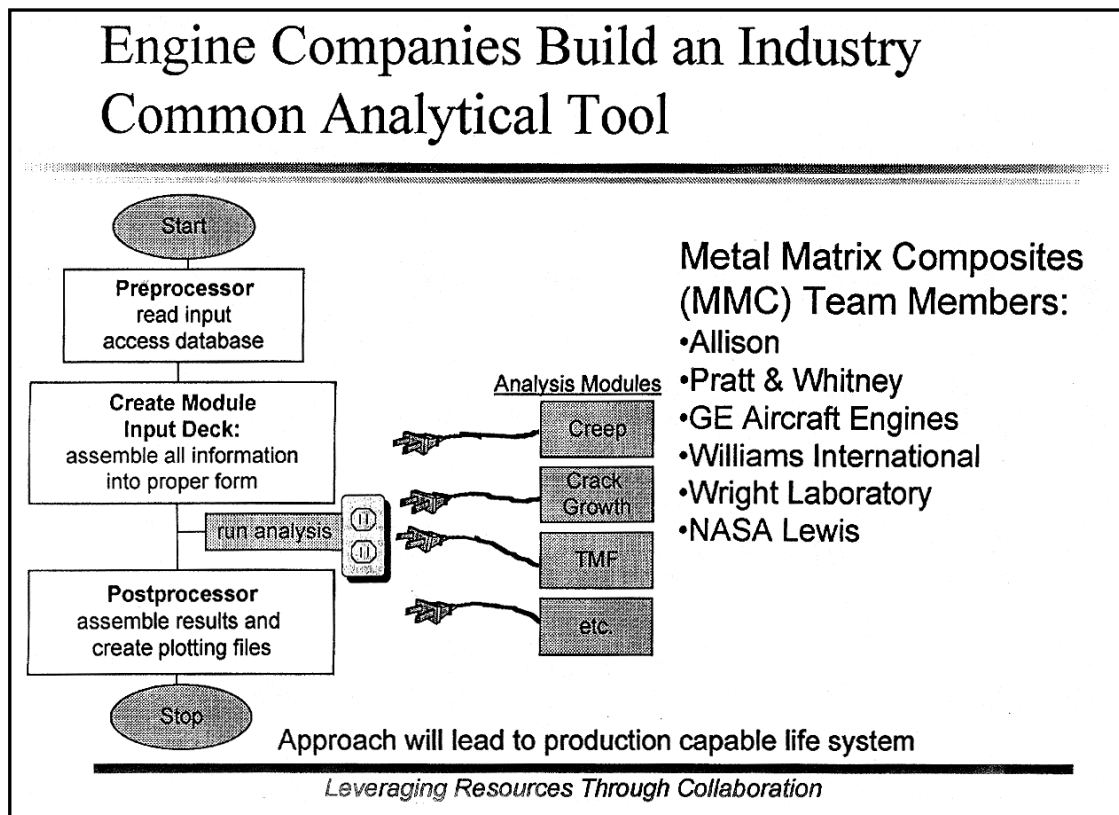 Engine Companies Build an Industry
Common Analytical Tool
Start
Preprocessor
read input
access database
Create Module
Input Deck:
assemble all information
into proper form
run analysis
Postprocessor
assemble results and
create plotting files
Stop
Analysis Modules
Creep
Crack
Growth
TMF
etc.
Metal Matrix Composites
(MMC) Team Members:
•Allison
•Pratt & Whitney
•GE Aircraft Engines
•Williams International
•Wright Laboratory
•NASA Lewis
Approach will lead to production capable life system
Leveraging Resources Through Collaboration